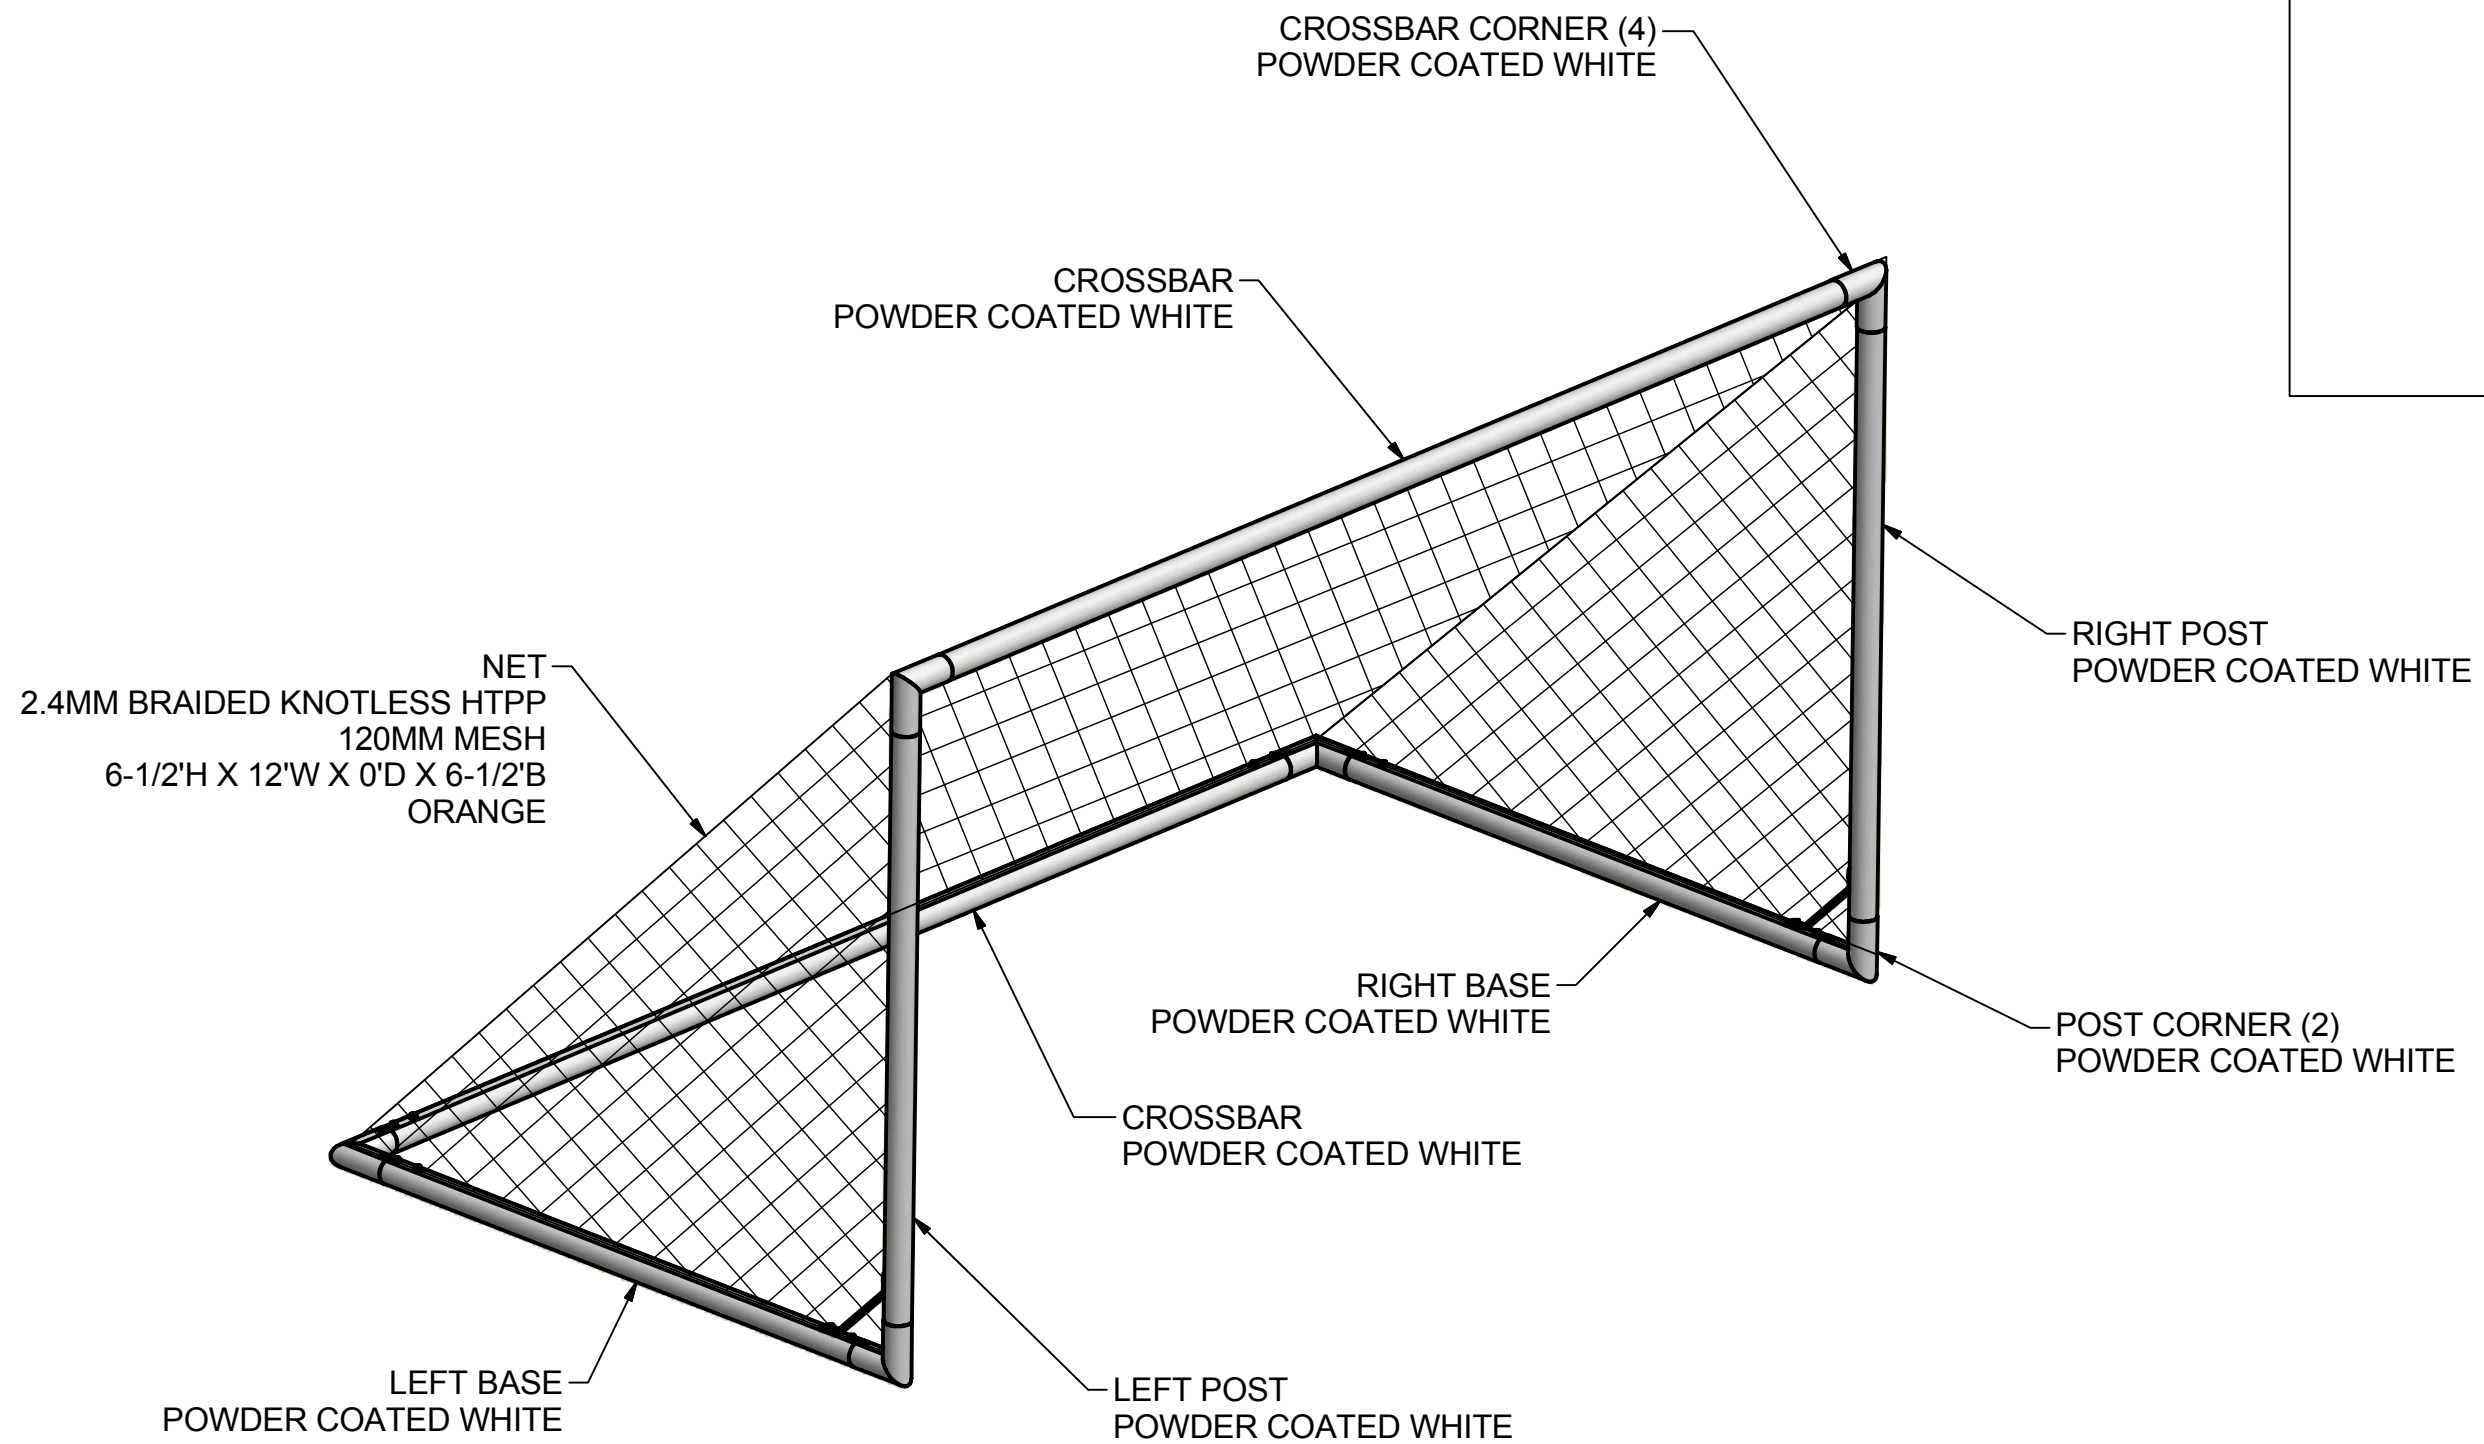 CROSSBAR CORNER (4)
POWDER COATED WHITE
CROSSBAR
POWDER COATED WHITE
NET
2.4MM BRAIDED KNOTLESS HTPP
120MM MESH
6-1/2'H X 12'W X 0'D X 6-1/2'B
ORANGE
RIGHT POST
POWDER COATED WHITE
RIGHT BASE
POWDER COATED WHITE
POST CORNER (2)
POWDER COATED WHITE
CROSSBAR
POWDER COATED WHITE
LEFT BASE
POWDER COATED WHITE
LEFT POST
POWDER COATED WHITE